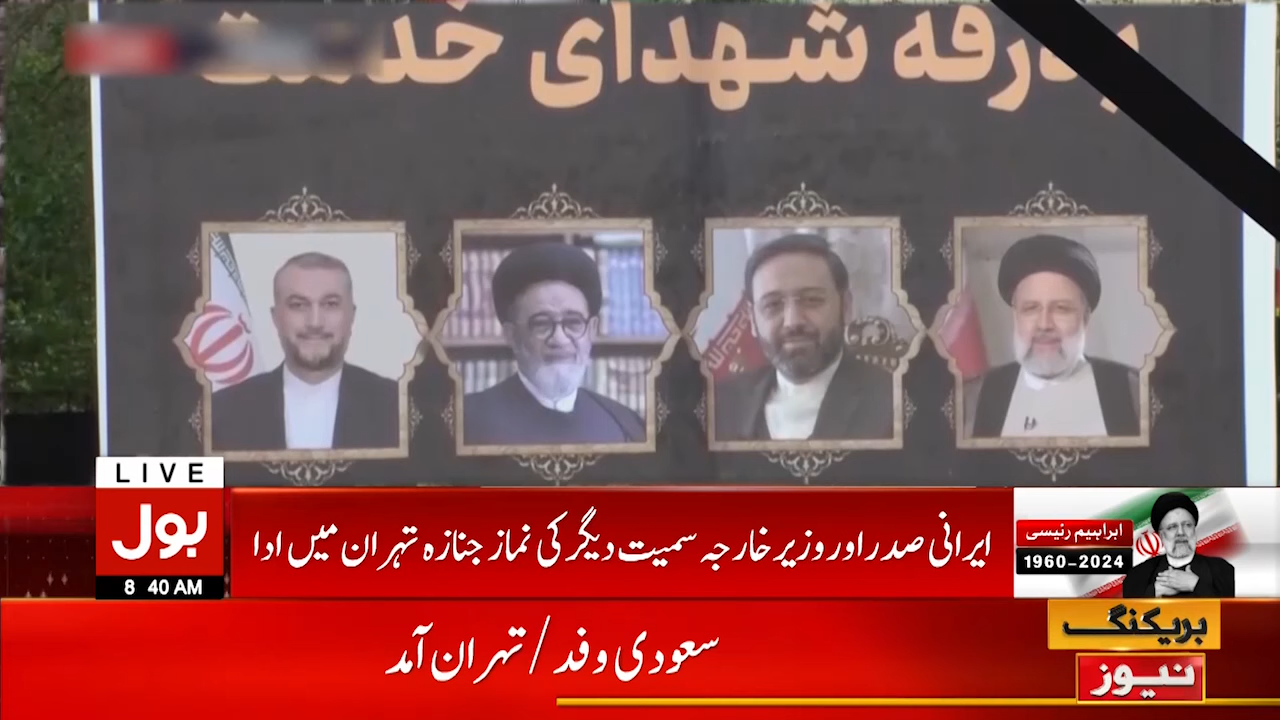 بدرقه شهدای خدمت
LIVE
بول
8 40 AM
ایرانی صدر اور وزیر خارجہ سمیت دیگر کی نماز جنازہ تہران میں ادا
ابراہیم رئیسی
1960-2024
سعودی وفد / تہران آمد
بریکنگ
نیوز